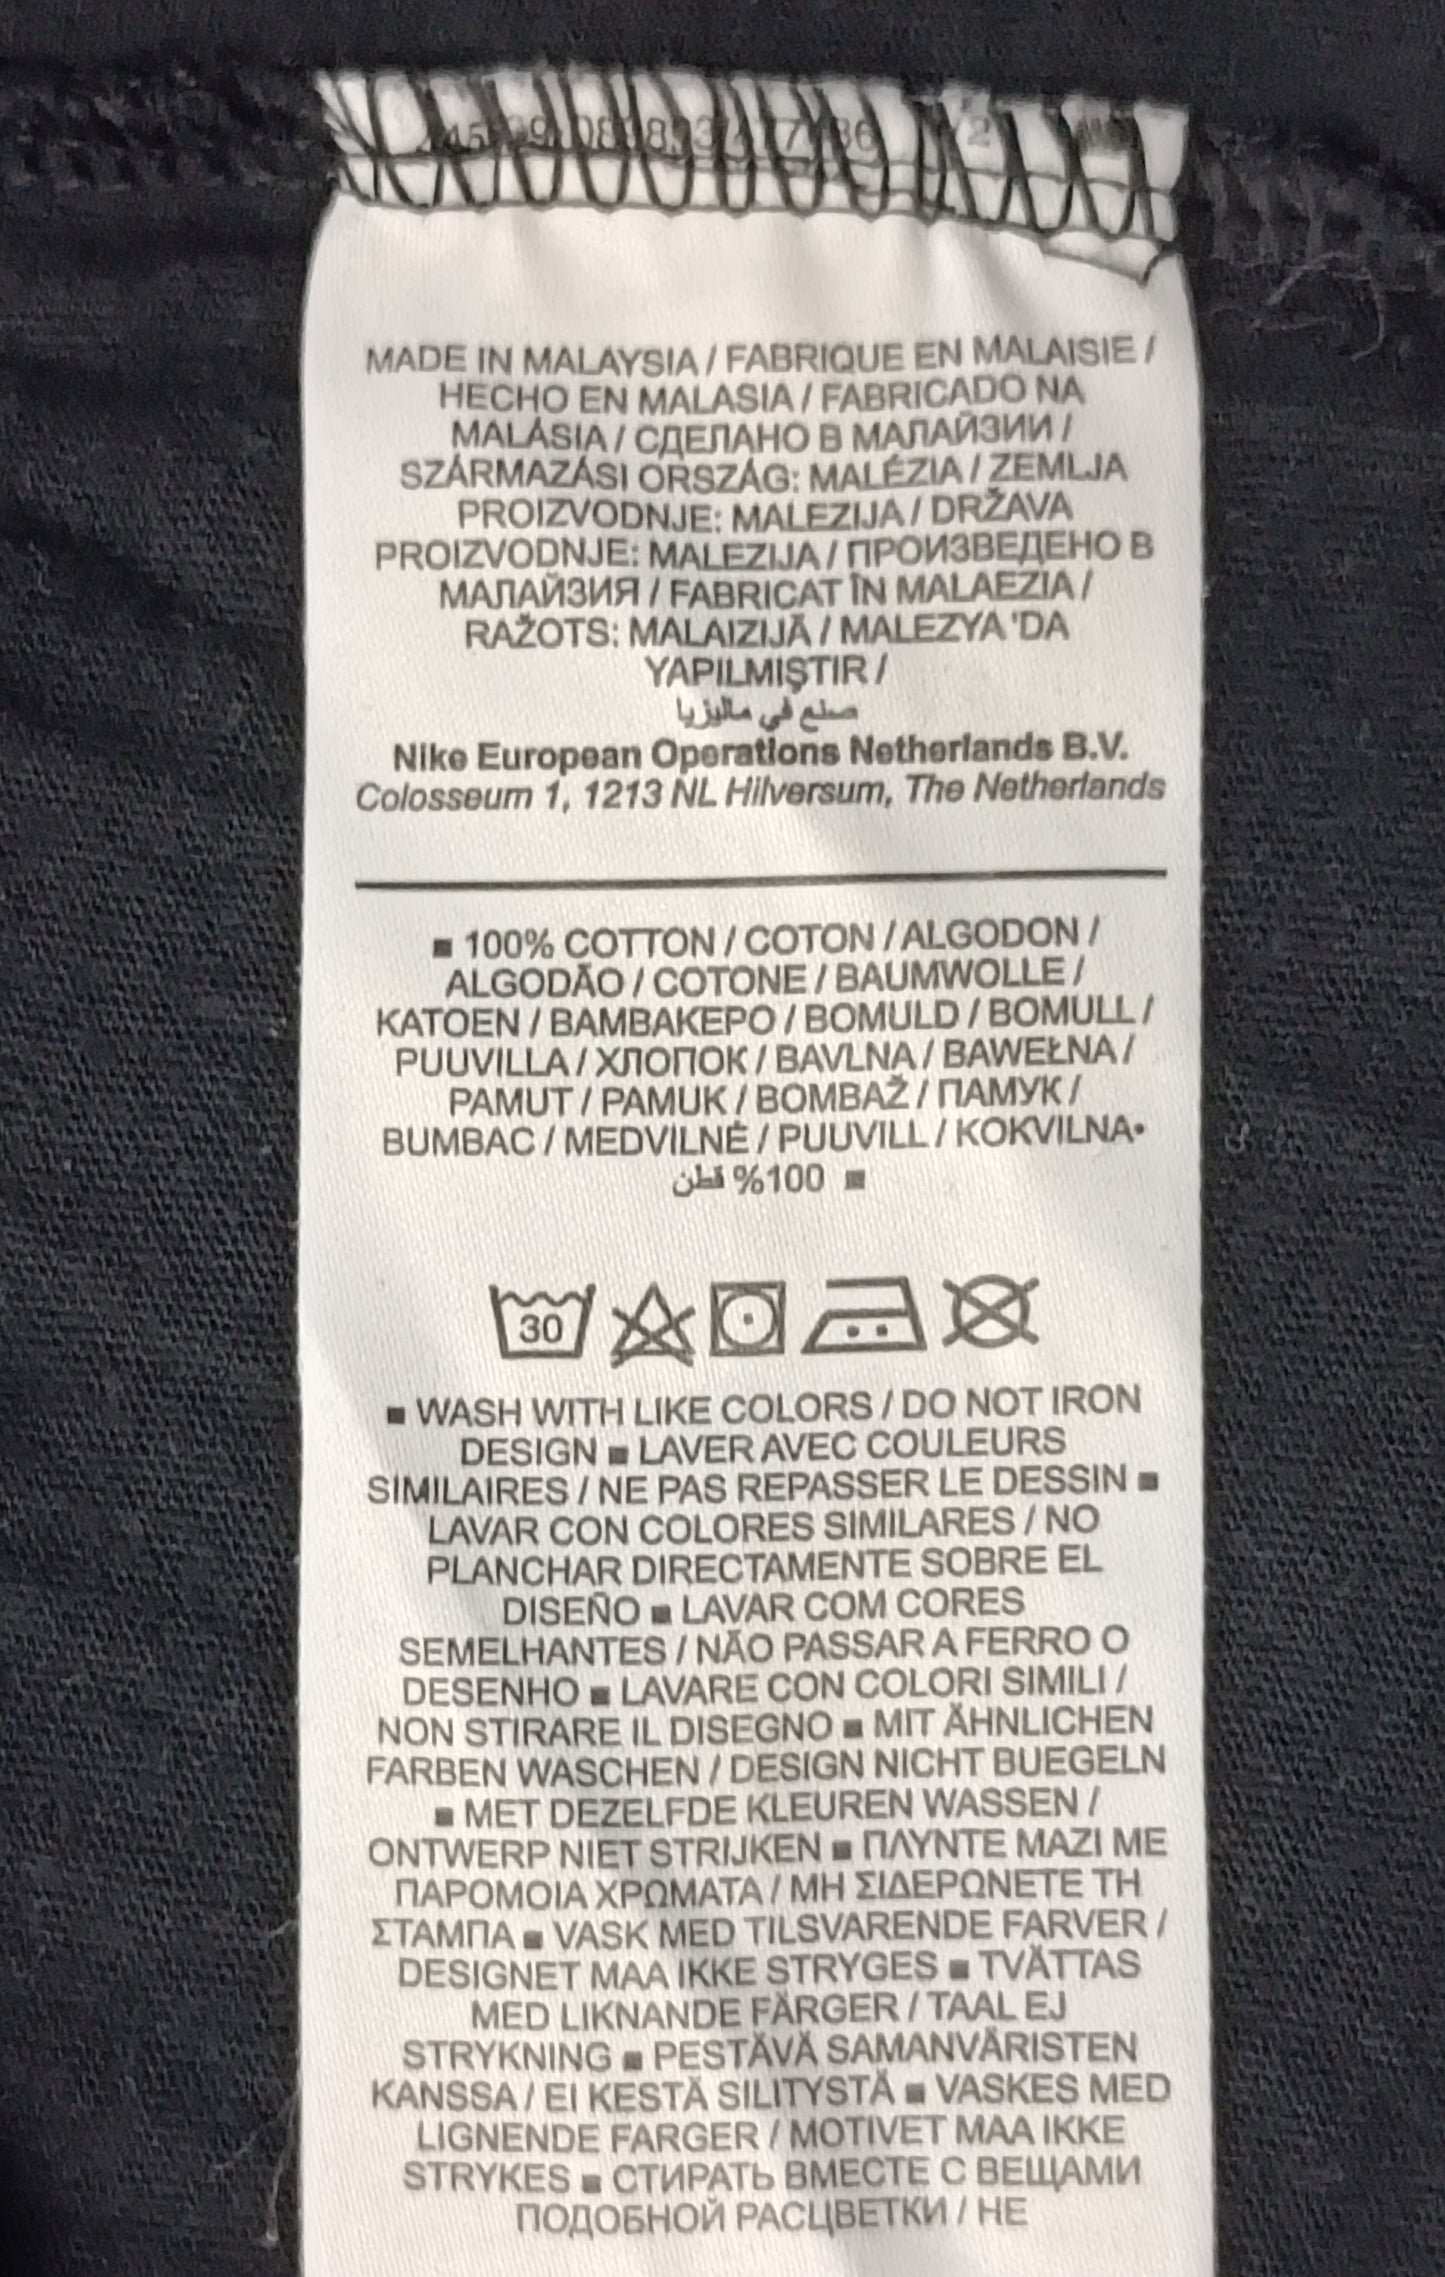 MADE IN MALAYSIA / FABRIQUE EN MALAISIE /
HECHO EN MALASIA / FABRICADO NA
MALÁSIA / СДЕЛАНО В МАЛАЙЗИИ /
SZÁRMAZÁSI ORSZÁG: MALÉZIA / ZEMLJA
PROIZVODNJE: MALEZIJA / DRŽAVA
PROIZVODNJE: MALEZIJA / ПРОИЗВЕДЕНО В
МАЛАЙЗИЯ / FABRICAT ÎN MALAEZIA /
RAŽOTS: MALAIZIJĀ / MALEZYA 'DA
YAPILMIŞTIR /
صنع في ماليزيا
Nike European Operations Netherlands B.V.
Colosseum 1, 1213 NL Hilversum, The Netherlands
■ 100% COTTON / COTON / ALGODON /
ALGODÃO / COTONE / BAUMWOLLE /
KATOEN / ΒΑΜΒΑΚΕΡΟ / BOMULD / BOMULL /
PUUVILLA / ХЛОПОК / BAVLNA / BAWEŁNA /
PAMUT / PAMUK / BOMBAŽ / ПАМУК /
BUMBAC / MEDVILNĖ / PUUVILL / KOKVILNA•
■ 100% قطن
30
■ WASH WITH LIKE COLORS / DO NOT IRON
DESIGN ■ LAVER AVEC COULEURS
SIMILAIRES / NE PAS REPASSER LE DESSIN ■
LAVAR CON COLORES SIMILARES / NO
PLANCHAR DIRECTAMENTE SOBRE EL
DISEÑO ■ LAVAR COM CORES
SEMELHANTES / NÃO PASSAR A FERRO O
DESENHO ■ LAVARE CON COLORI SIMILI /
NON STIRARE IL DISEGNO ■ MIT ÄHNLICHEN
FARBEN WASCHEN / DESIGN NICHT BUEGELN
■ MET DEZELFDE KLEUREN WASSEN /
ONTWERP NIET STRIJKEN ■ ΠΛΥΝΤΕ ΜΑΖΙ ΜΕ
ΠΑΡΟΜΟΙΑ ΧΡΩΜΑΤΑ / ΜΗ ΣΙΔΕΡΩΝΕΤΕ ΤΗ
ΣΤΑΜΠΑ ■ VASK MED TILSVARENDE FARVER /
DESIGNET MAA IKKE STRYGES ■ TVÄTTAS
MED LIKNANDE FÄRGER / TAAL EJ
STRYKNING ■ PESTÄVÄ SAMANVÄRISTEN
KANSSA / EI KESTÄ SILITYSTÄ ■ VASKES MED
LIGNENDE FARGER / MOTIVET MAA IKKE
STRYKES ■ СТИРАТЬ ВМЕСТЕ С ВЕЩАМИ
ПОДОБНОЙ РАСЦВЕТКИ / НЕ